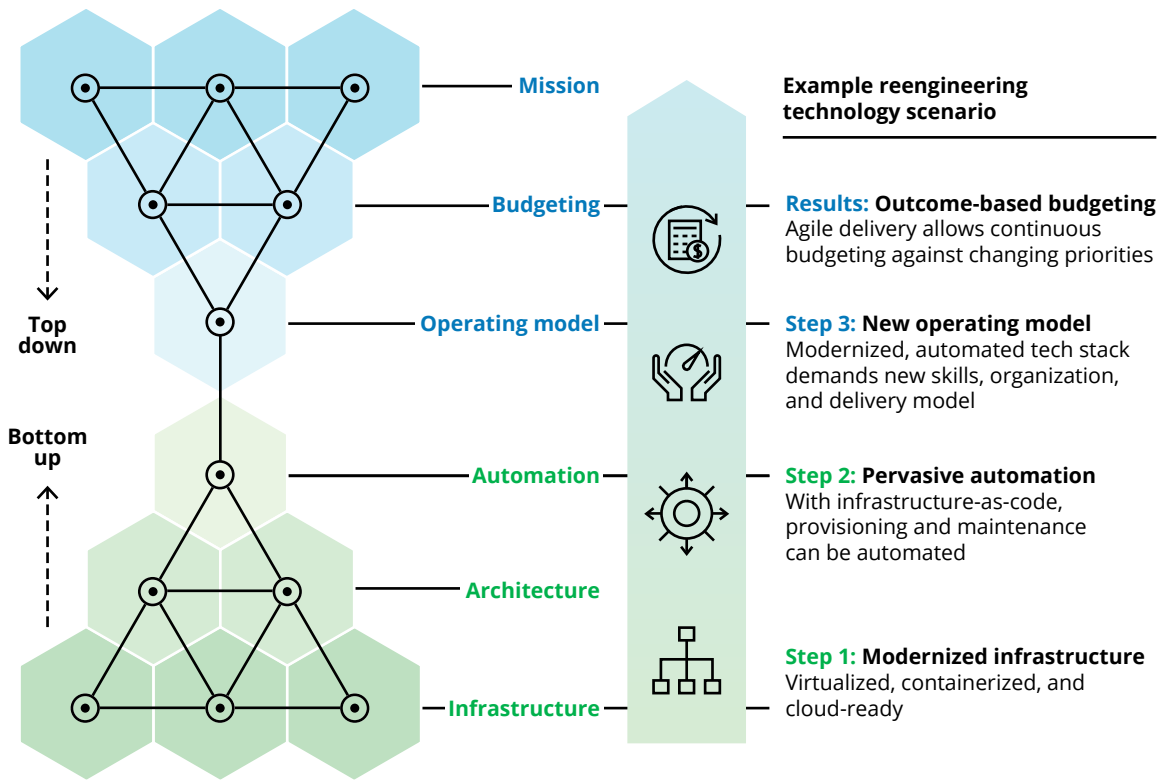 Mission
Budgeting
Operating model
Top
down
Bottom
up
Automation
Architecture
Infrastructure
Example reengineering
technology scenario
Results: Outcome-based budgeting
Agile delivery allows continuous
budgeting against changing priorities
Step 3: New operating model
Modernized, automated tech stack
demands new skills, organization,
and delivery model
Step 2: Pervasive automation
With infrastructure-as-code,
provisioning and maintenance
can be automated
Step 1: Modernized infrastructure
Virtualized, containerized, and
cloud-ready
$